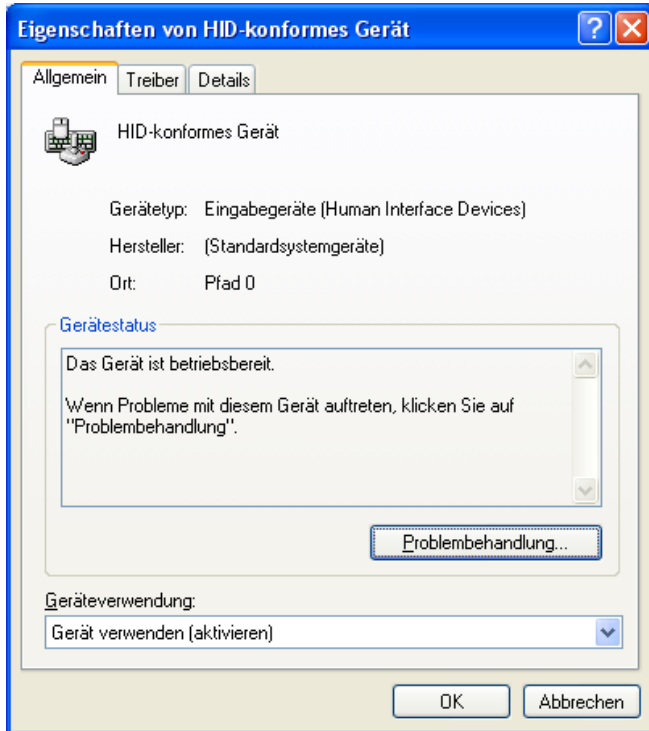 Eigenschaften von HID-konformes Gerät
Allgemein Treiber Details
HID-konformes Gerät
Gerätetyp: Eingabegeräte (Human Interface Devices)
Hersteller: (Standardsystemgeräte)
Ort: Pfad 0
Gerätestatus
Das Gerät ist betriebsbereit.
Wenn Probleme mit diesem Gerät auftreten, klicken Sie auf
"Problembehandlung".
Problembehandlung...
Geräteverwendung:
Gerät verwenden (aktivieren)
OK Abbrechen